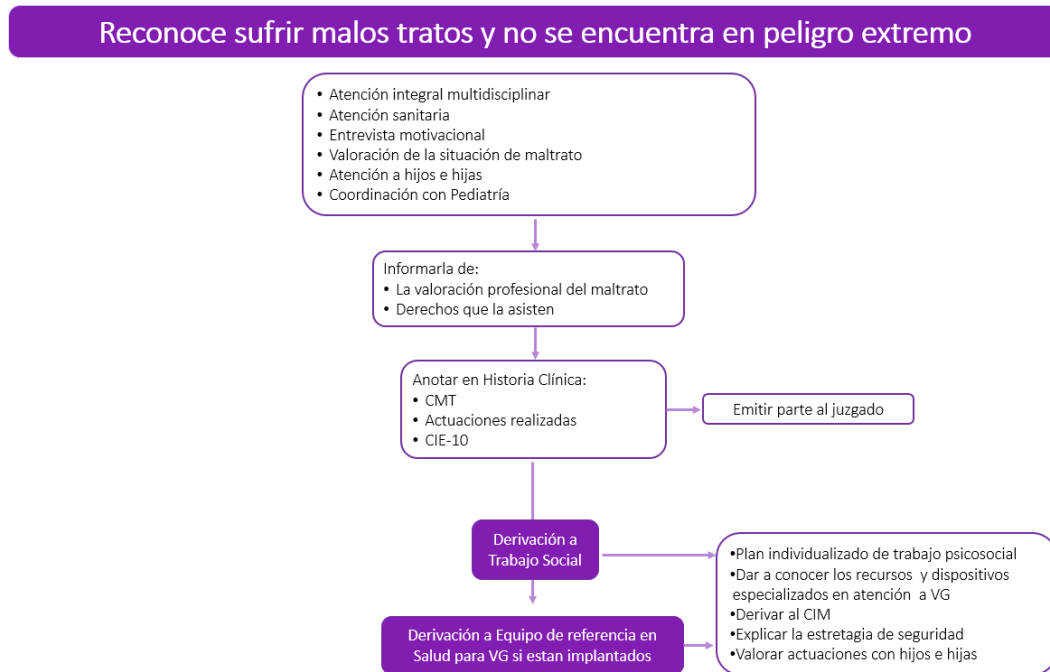 Reconoce sufrir malos tratos y no se encuentra en peligro extremo
• Atención integral multidisciplinar
• Atención sanitaria
• Entrevista motivacional
• Valoración de la situación de maltrato
• Atención a hijos e hijas
• Coordinación con Pediatría
Informarla de:
• La valoración profesional del maltrato
• Derechos que la asisten
Anotar en Historia Clínica:
• CMT
• Actuaciones realizadas
• CIE-10
Emitir parte al juzgado
Derivación a
Trabajo Social
•Plan individualizado de trabajo psicosocial
•Dar a conocer los recursos y dispositivos
especializados en atención a VG
•Derivar al CIM
•Explicar la estretagia de seguridad
•Valorar actuaciones con hijos e hijas
Derivación a Equipo de referencia en
Salud para VG si estan implantados